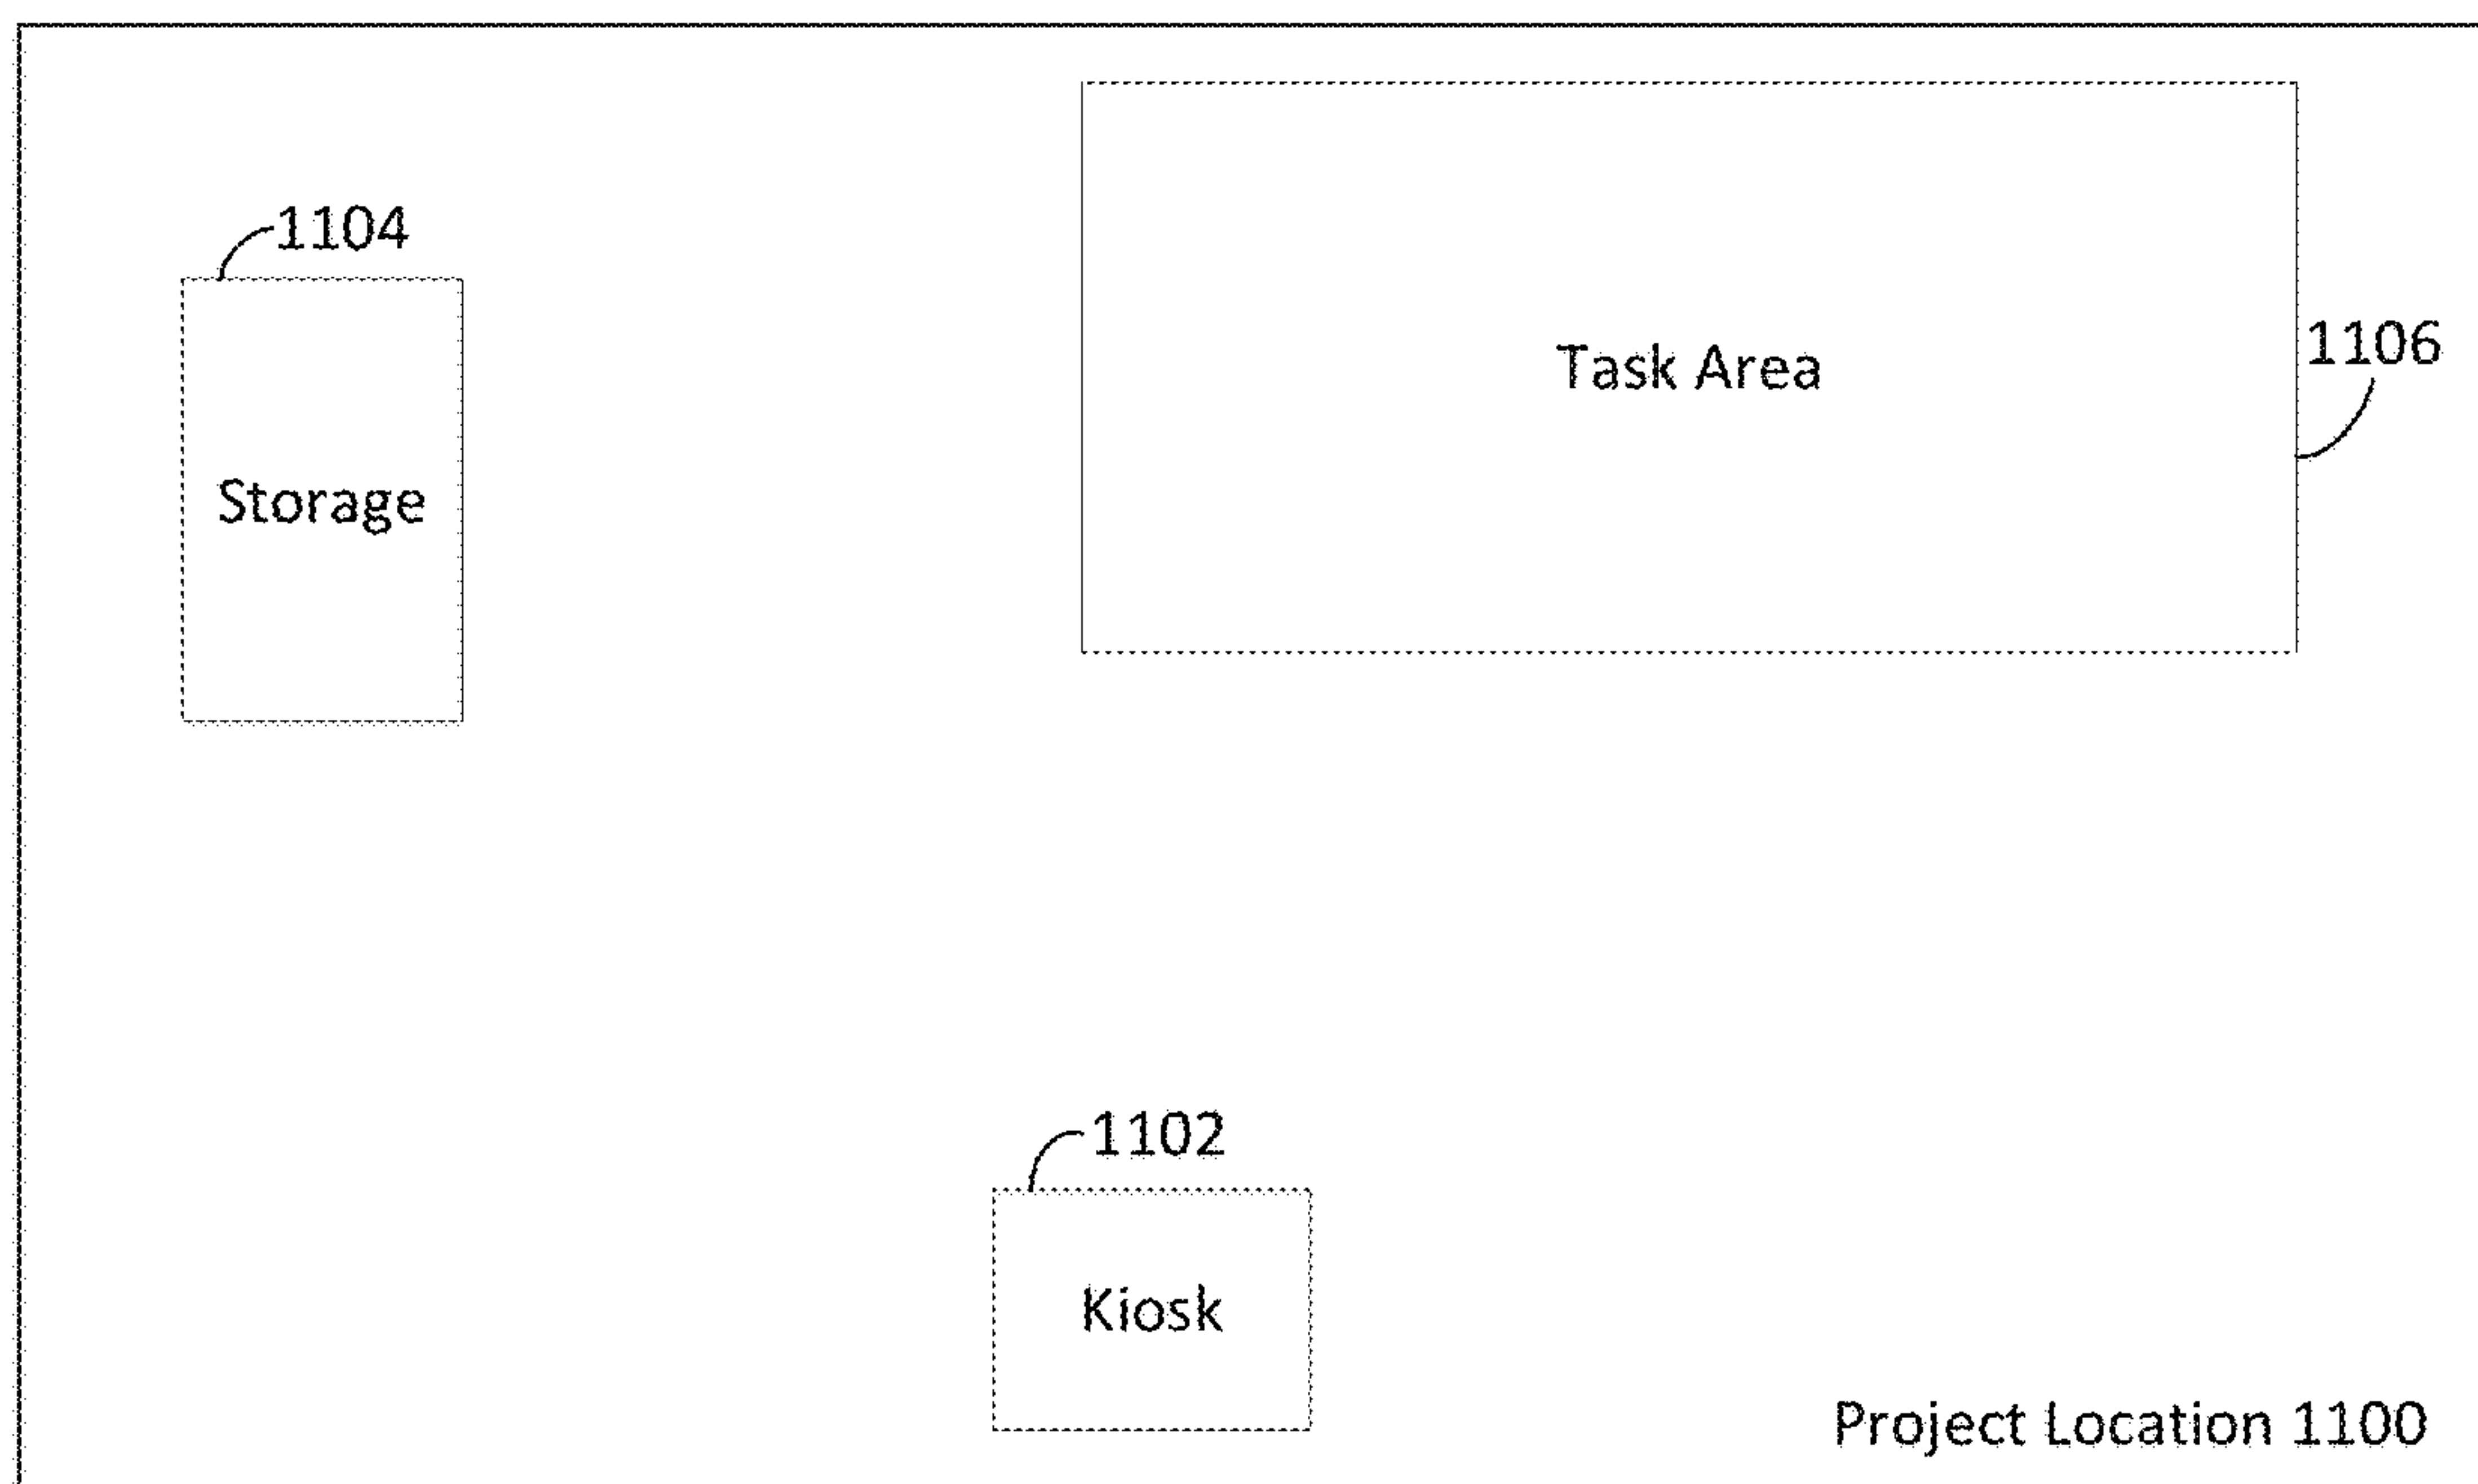 1104
Task Area
1106
Storage
1102
Kiosk
Project Location 1100